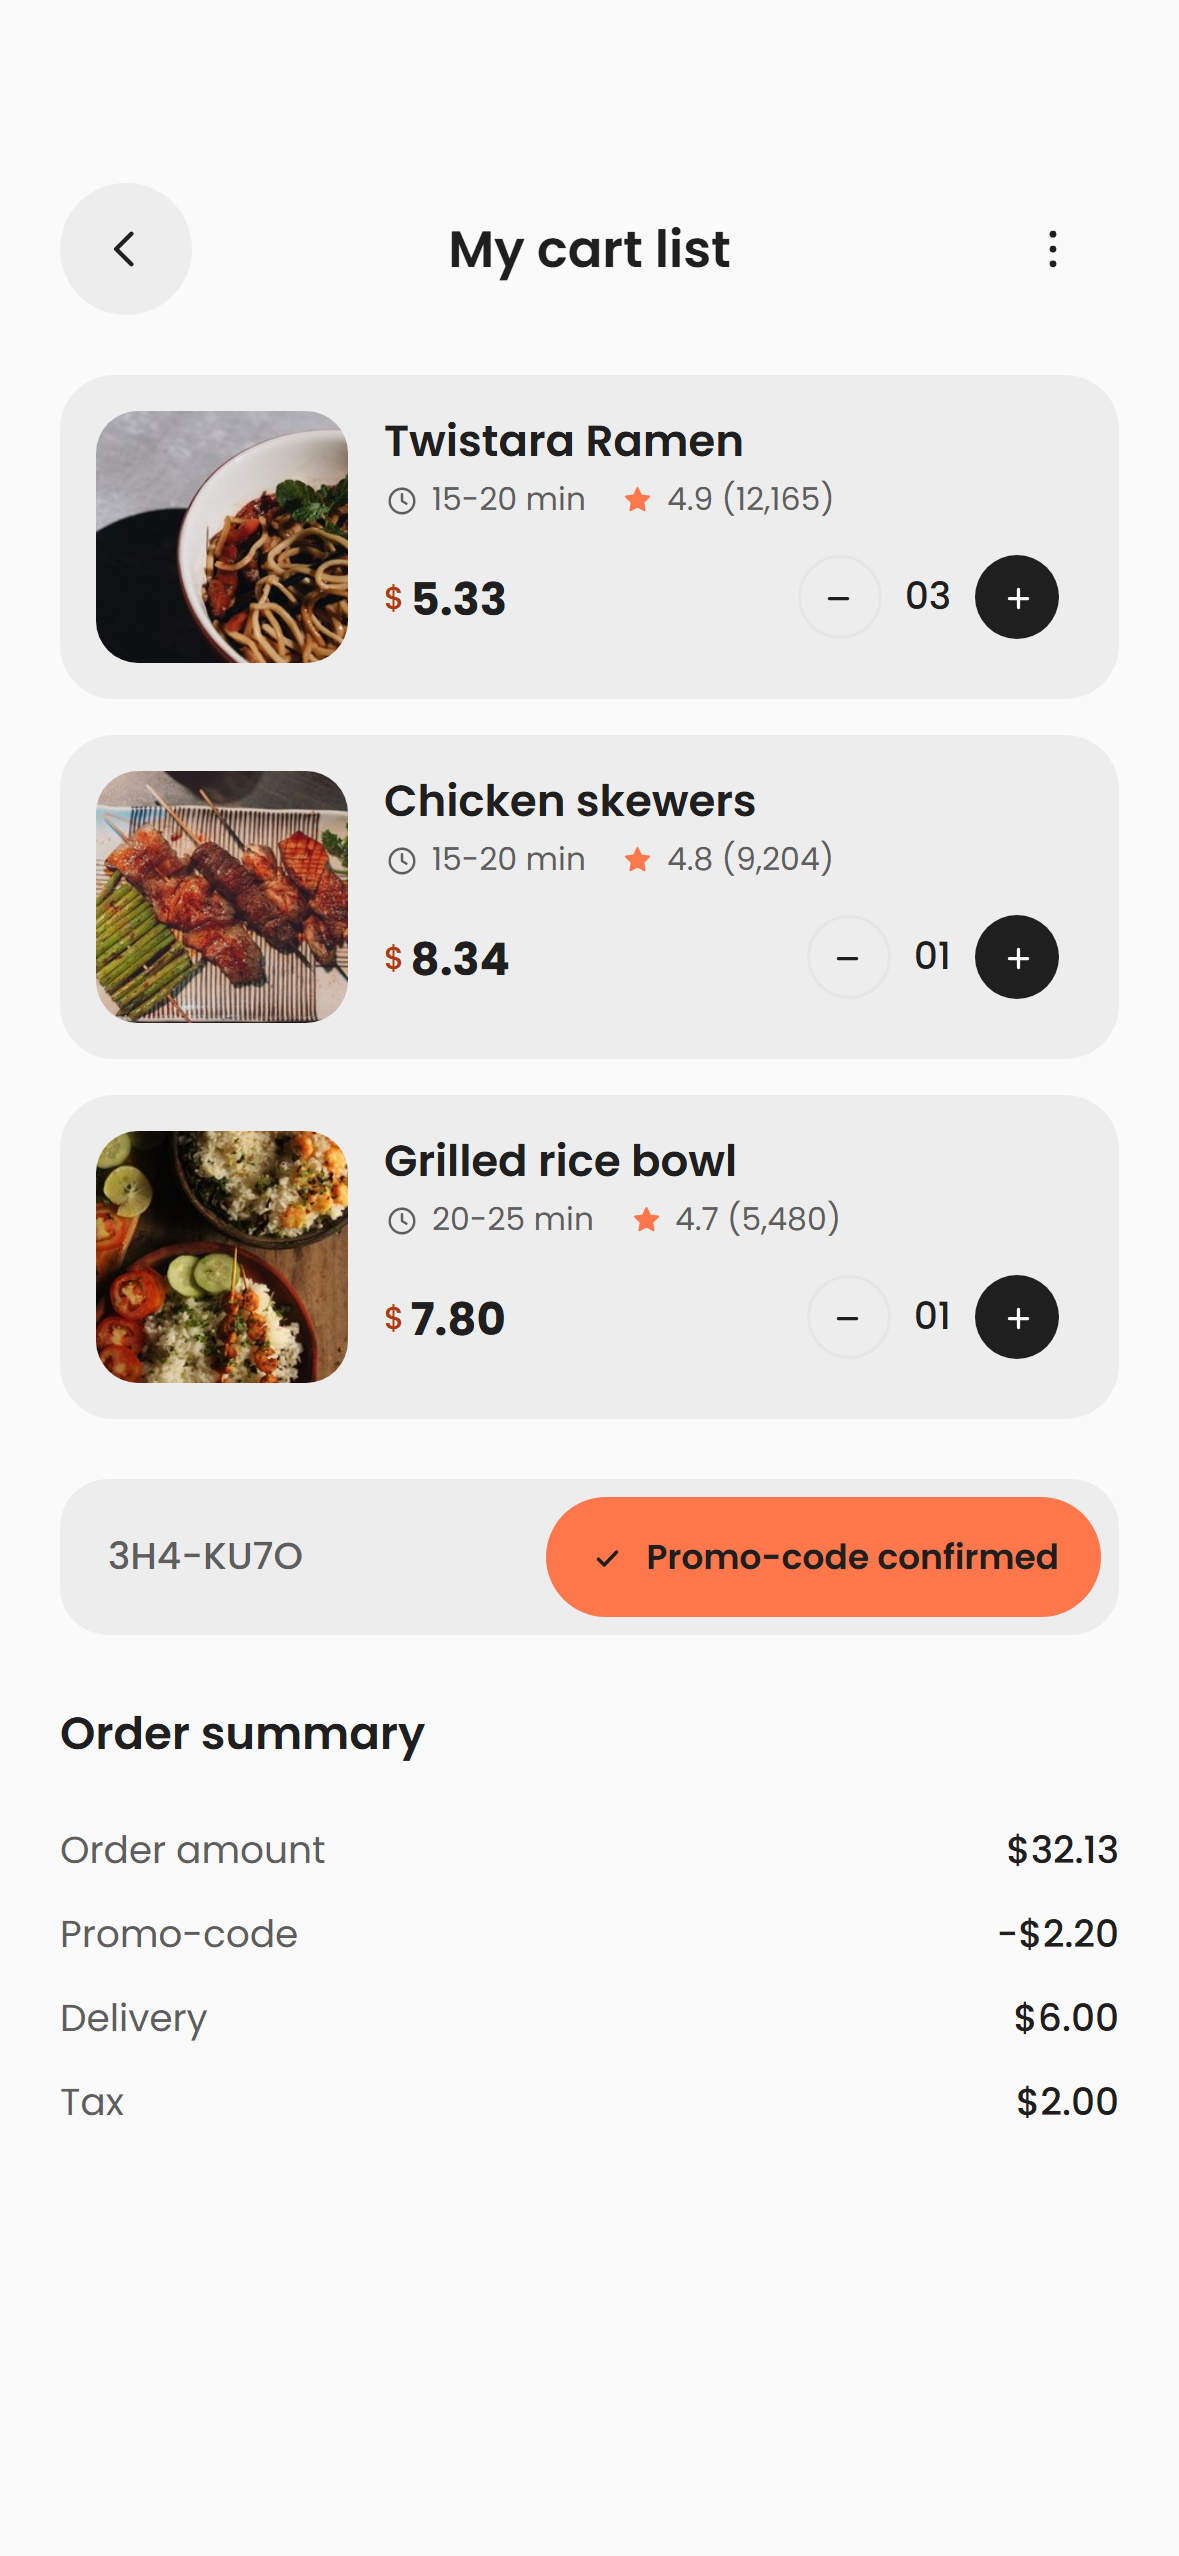 My cart list
Twistara Ramen
15-20 min 4.9 (12,165)
$ 5.33 03
Chicken skewers
15-20 min 4.8 (9,204)
$ 8.34 01
Grilled rice bowl
20-25 min 4.7 (5,480)
$ 7.80 01
3H4-KU7O Promo-code confirmed
Order summary
Order amount $32.13
Promo-code -$2.20
Delivery $6.00
Tax $2.00